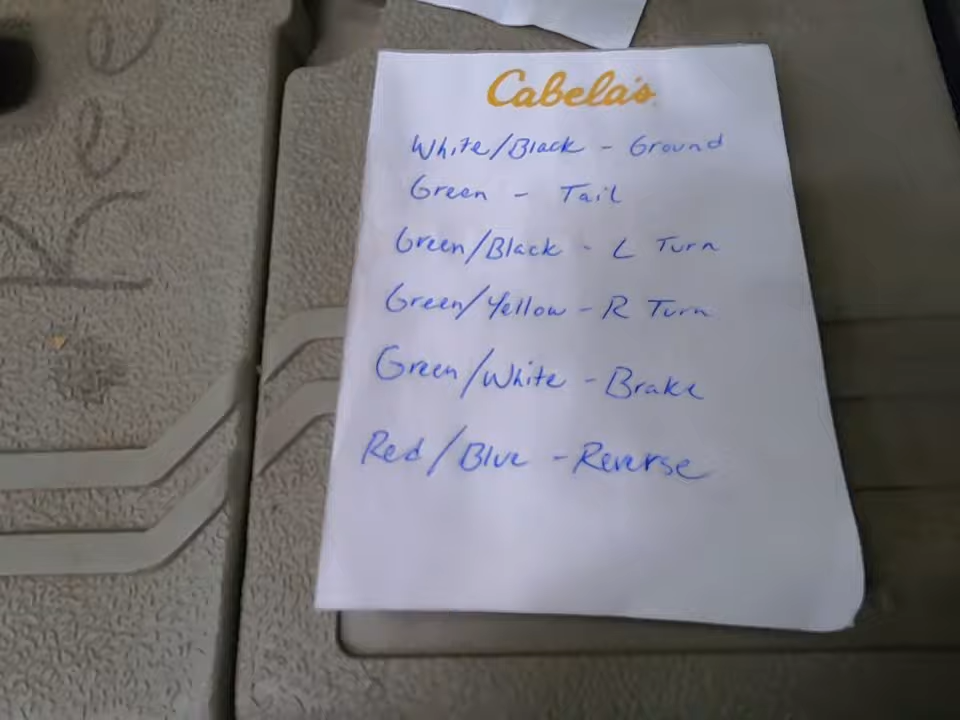 Cabela's
White/Black - Ground
Green - Tail
Green/Black - L Turn
Green/Yellow - R Turn
Green/White - Brake
Red/Blue - Reverse